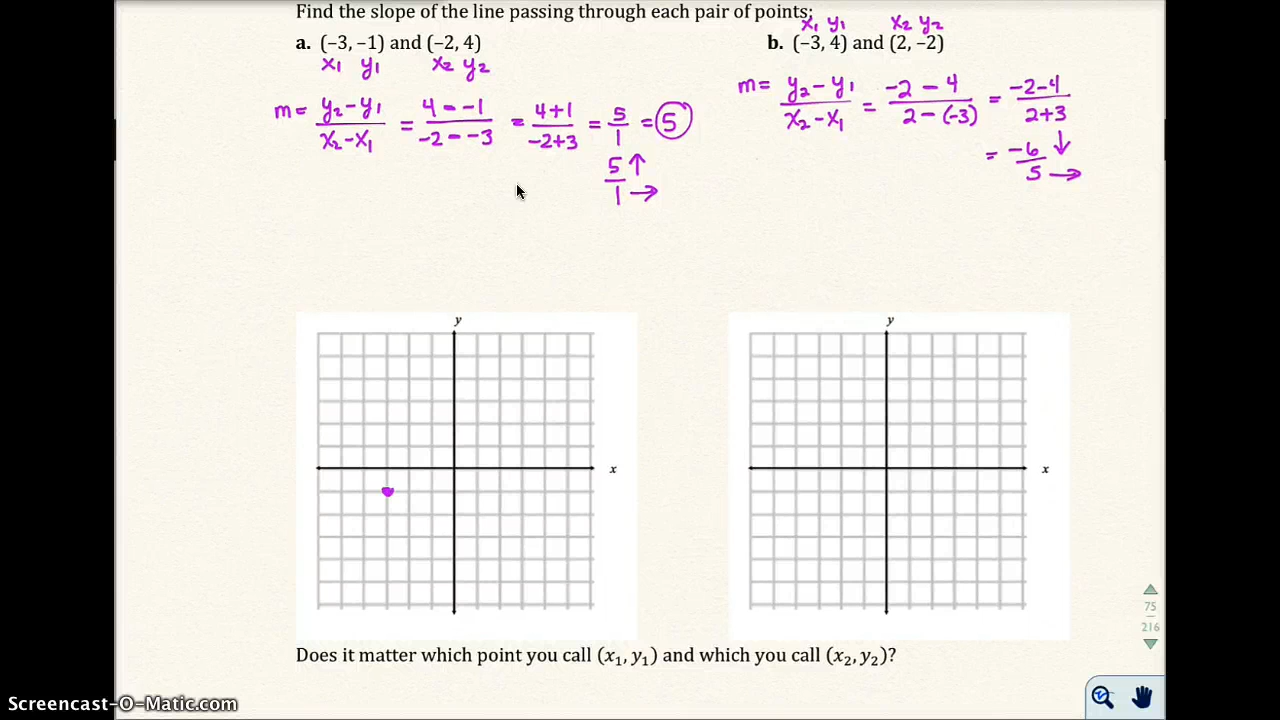 Find the slope of the line passing through each pair of points:
a. (−3, −1) and (−2, 4)
x1 y1 x2 y2
m = y2 − y1 / x2 − x1 = 4 − −1 / −2 − −3 = 4+1 / −2+3 = 5/1 = 5
5 ↑
1 →
x1 y1 x2 y2
b. (−3, 4) and (2, −2)
m = y2 − y1 / x2 − x1 = −2 − 4 / 2 − (−3) = −2−4 / 2+3
= −6 ↓
5 →
y
x
y
x
Does it matter which point you call (x₁, y₁) and which you call (x₂, y₂)?
75
216
Screencast-O-Matic.com